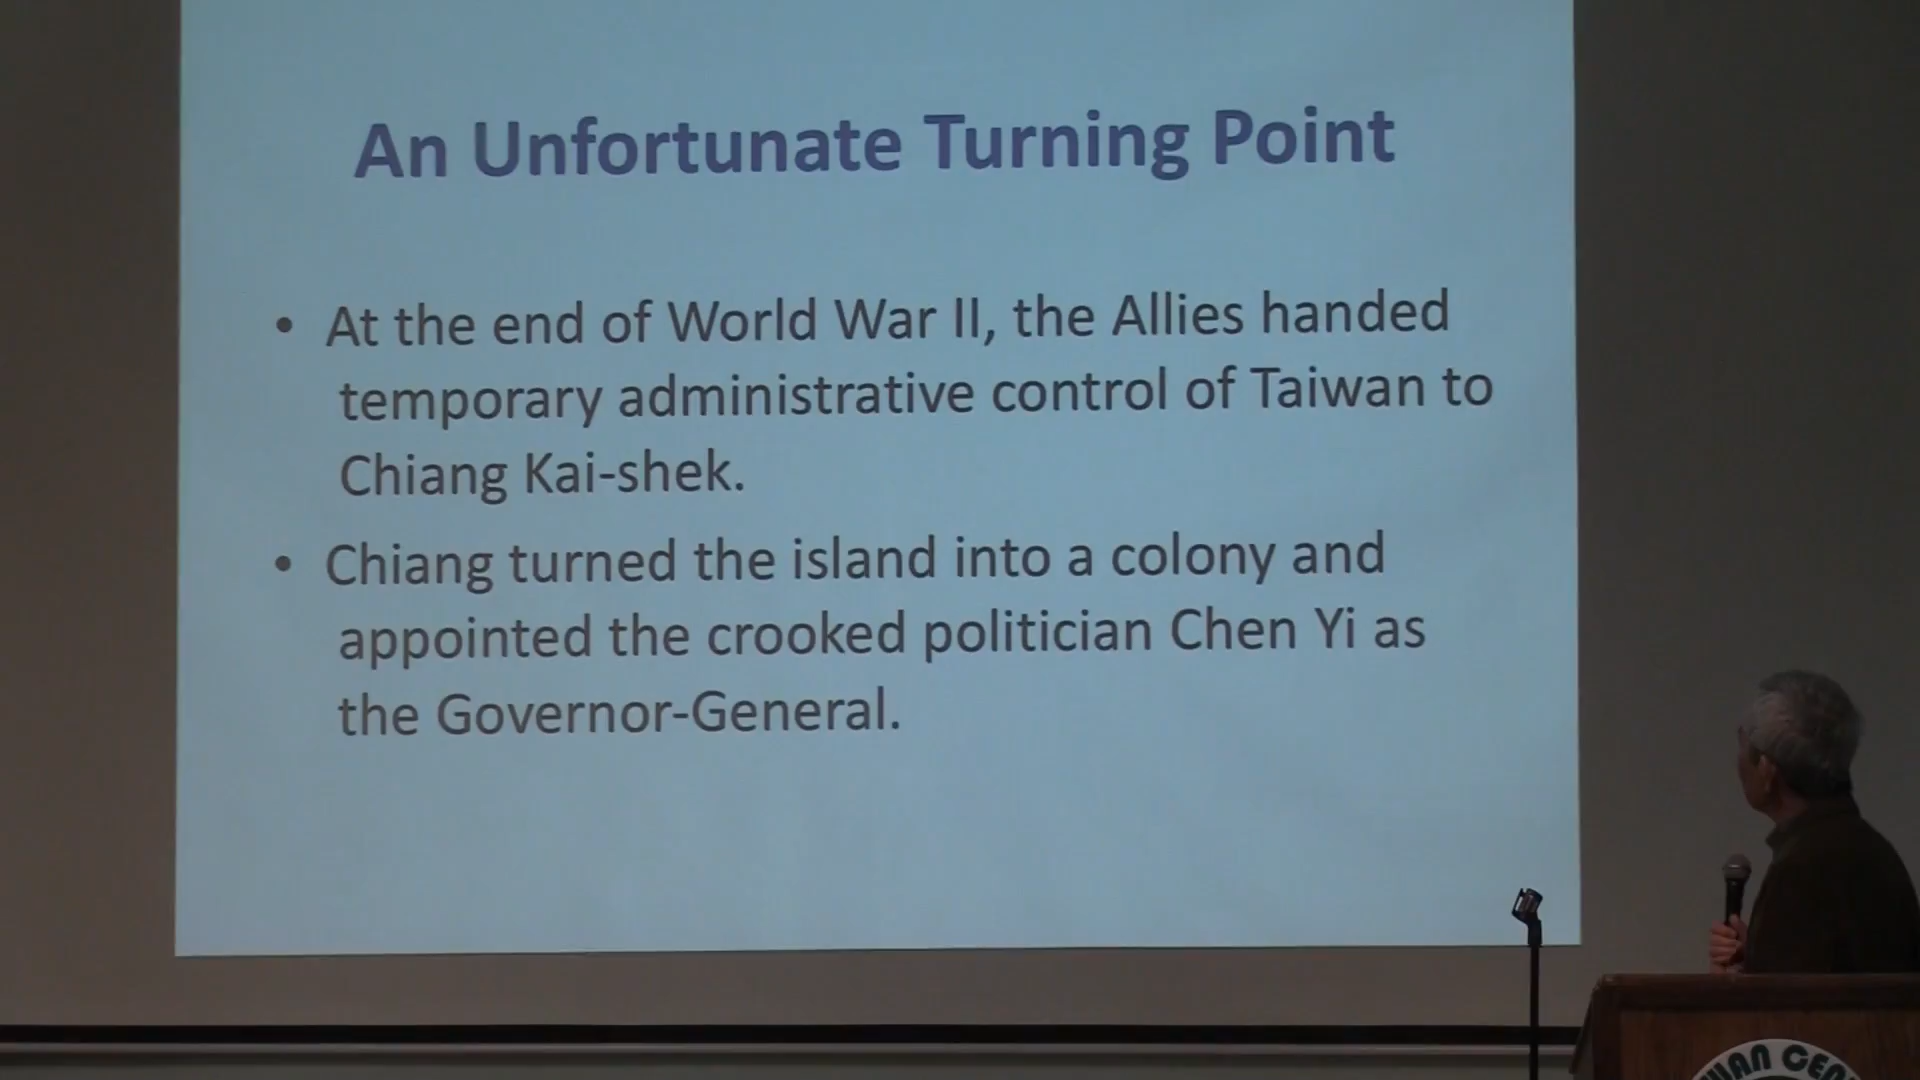 An Unfortunate Turning Point
• At the end of World War II, the Allies handed
temporary administrative control of Taiwan to
Chiang Kai-shek.
• Chiang turned the island into a colony and
appointed the crooked politician Chen Yi as
the Governor-General.